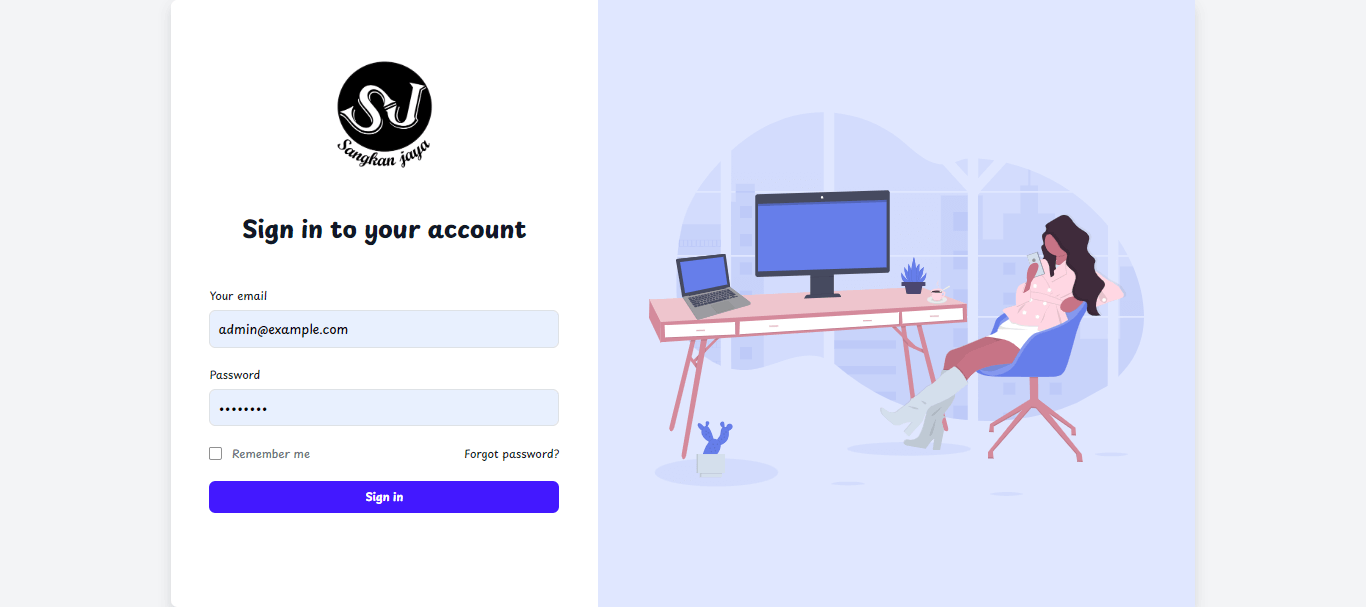 SJ
Sangkan jaya
Sign in to your account
Your email
admin@example.com
Password
••••••••
Remember me
Forgot password?
Sign in